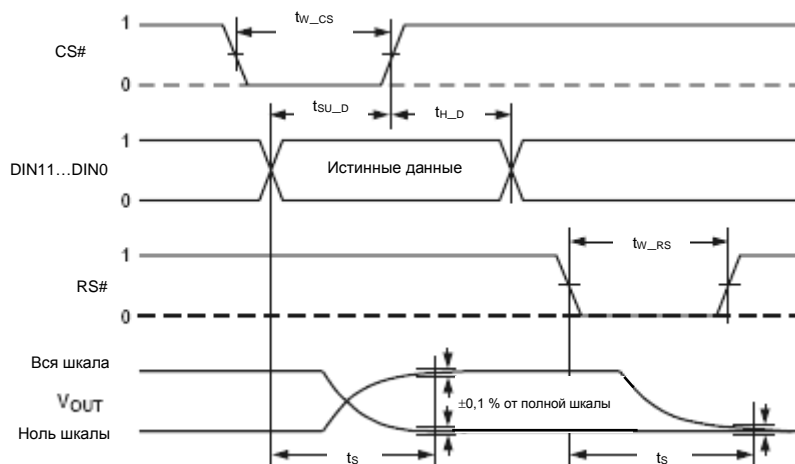 1
tW_CS
CS#
0
tSU_D
tH_D
1
DIN11...DIN0
Истинные данные
0
1
tW_RS
RS#
0
Вся шкала
VOUT
±0,1 % от полной шкалы
Ноль шкалы
tS
tS